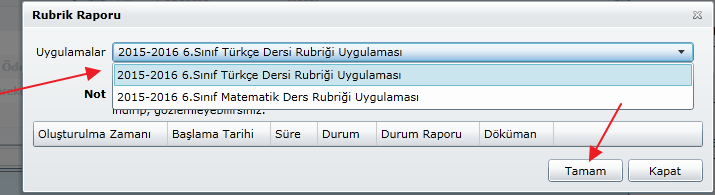 Rubrik Raporu
Uygulamalar 2015-2016 6.Sınıf Türkçe Dersi Rubriği Uygulaması
2015-2016 6.Sınıf Türkçe Dersi Rubriği Uygulaması
Not 2015-2016 6.Sınıf Matematik Ders Rubriği Uygulaması
indirip, gözlemleyebilirsiniz.
Oluşturulma Zamanı Başlama Tarihi Süre Durum Durum Raporu Döküman
Tamam Kapat